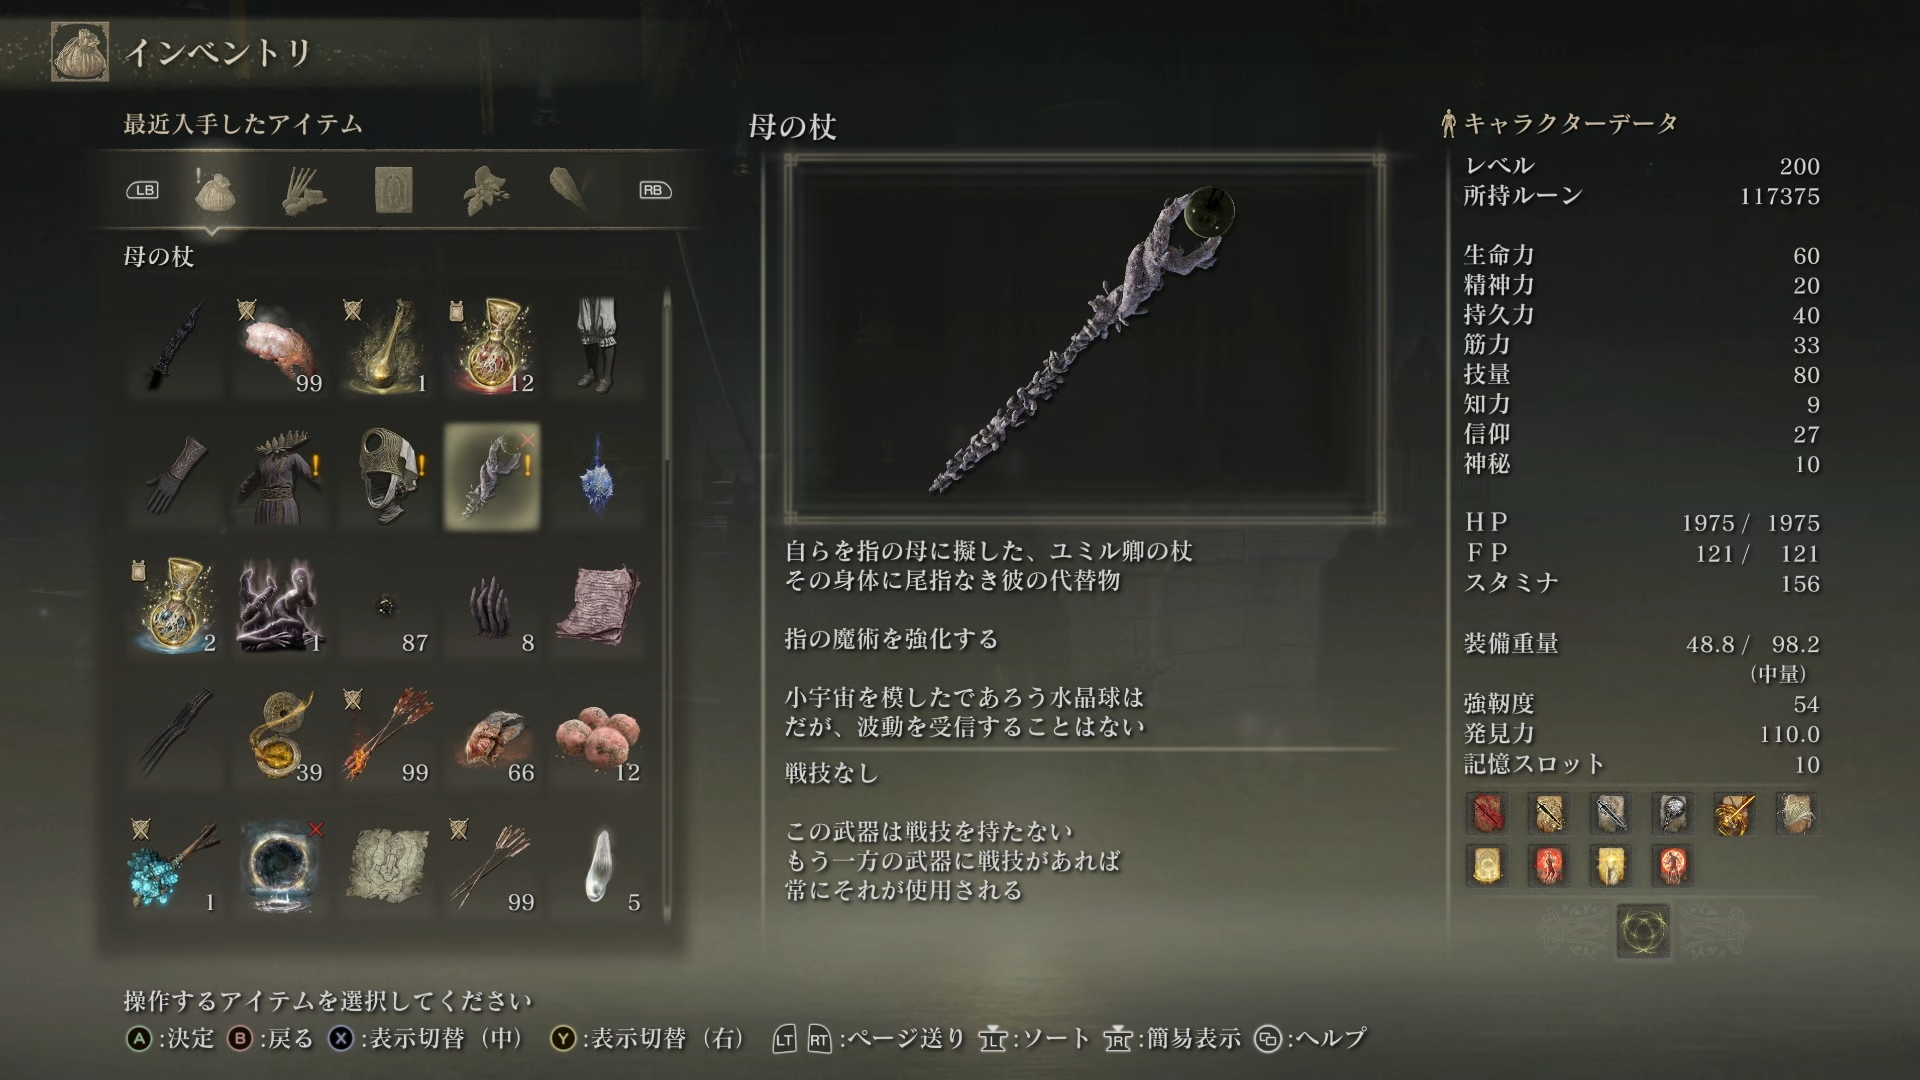 インベントリ
最近入手したアイテム
LB
RB
母の杖
99
1
12
2
1
87
8
39
99
66
12
1
99
5
母の杖
自らを指の母に擬した、ユミル卿の杖
その身体に尾指なき彼の代替物
指の魔術を強化する
小宇宙を模したであろう水晶球は
だが、波動を受信することはない
戦技なし
この武器は戦技を持たない
もう一方の武器に戦技があれば
常にそれが使用される
キャラクターデータ
レベル 200
所持ルーン 117375
生命力 60
精神力 20
持久力 40
筋力 33
技量 80
知力 9
信仰 27
神秘 10
HP 1975 / 1975
FP 121 / 121
スタミナ 156
装備重量 48.8 / 98.2
（中量）
強靭度 54
発見力 110.0
記憶スロット 10
操作するアイテムを選択してください
A:決定 B:戻る X:表示切替（中） Y:表示切替（右） LT RT:ページ送り L:ソート R:簡易表示 :ヘルプ